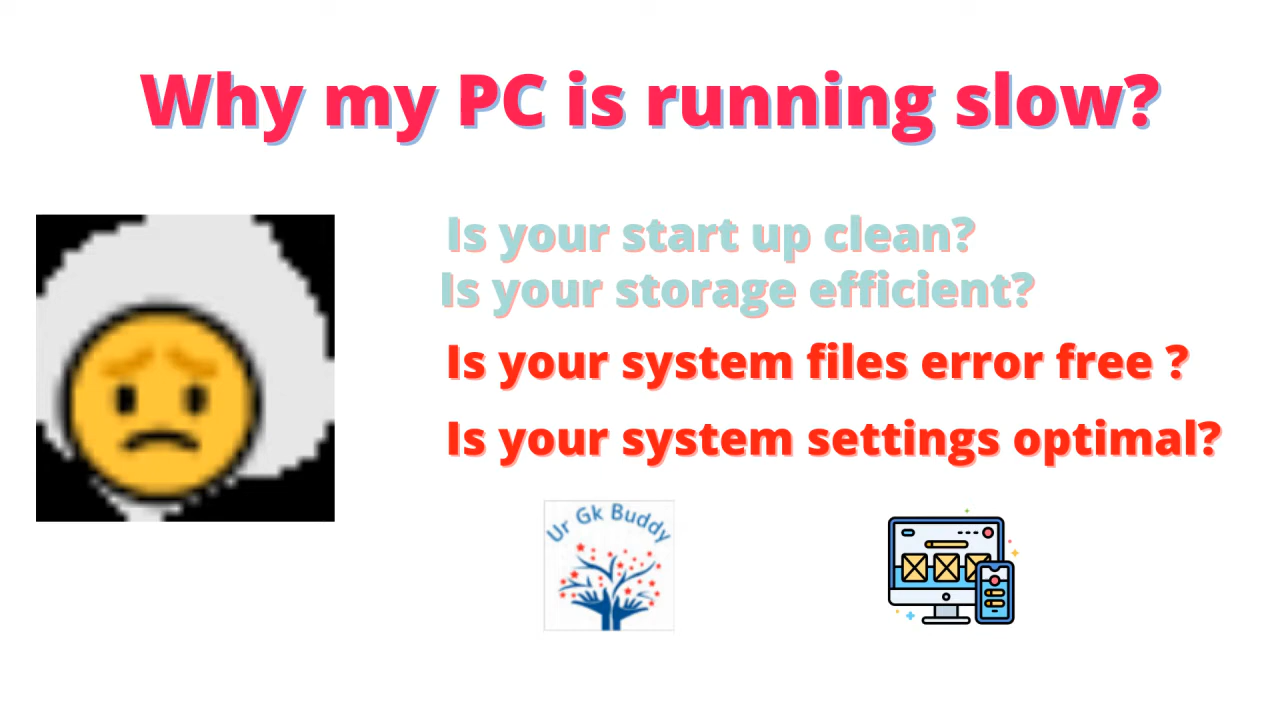 Why my PC is running slow?
Is your start up clean?
Is your storage efficient?
Is your system files error free ?
Is your system settings optimal?
Ur Gk Buddy